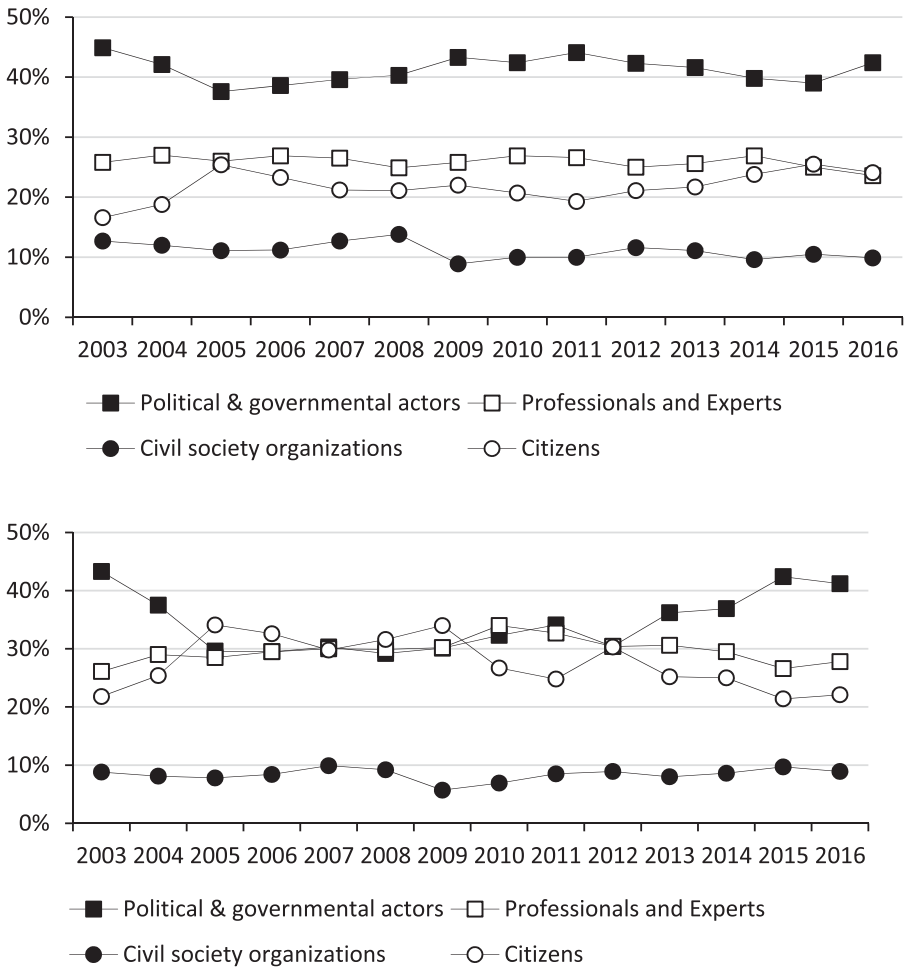 50%
40%
30%
20%
10%
0%
2003 2004 2005 2006 2007 2008 2009 2010 2011 2012 2013 2014 2015 2016
Political & governmental actors Professionals and Experts
Civil society organizations Citizens
50%
40%
30%
20%
10%
0%
2003 2004 2005 2006 2007 2008 2009 2010 2011 2012 2013 2014 2015 2016
Political & governmental actors Professionals and Experts
Civil society organizations Citizens